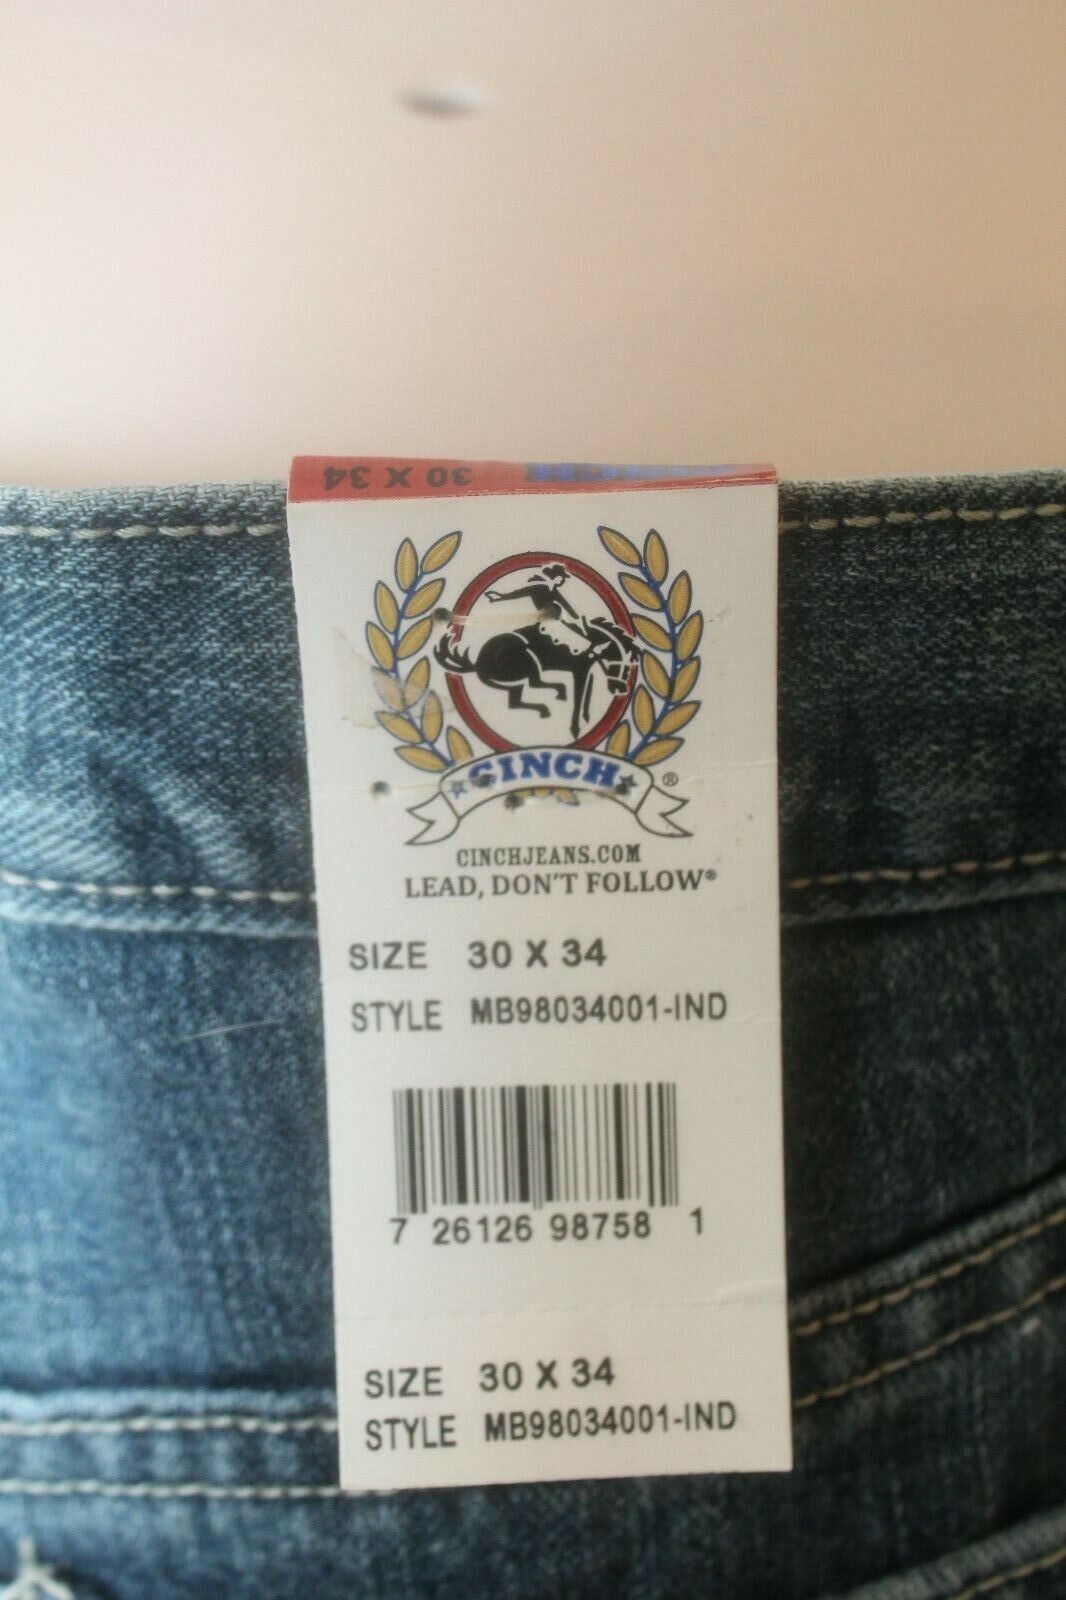 30 X 34 CINCH
CINCH ®
CINCHJEANS.COM
LEAD, DON'T FOLLOW®
SIZE 30 X 34
STYLE MB98034001-IND
7 26126 98758 1
SIZE 30 X 34
STYLE MB98034001-IND